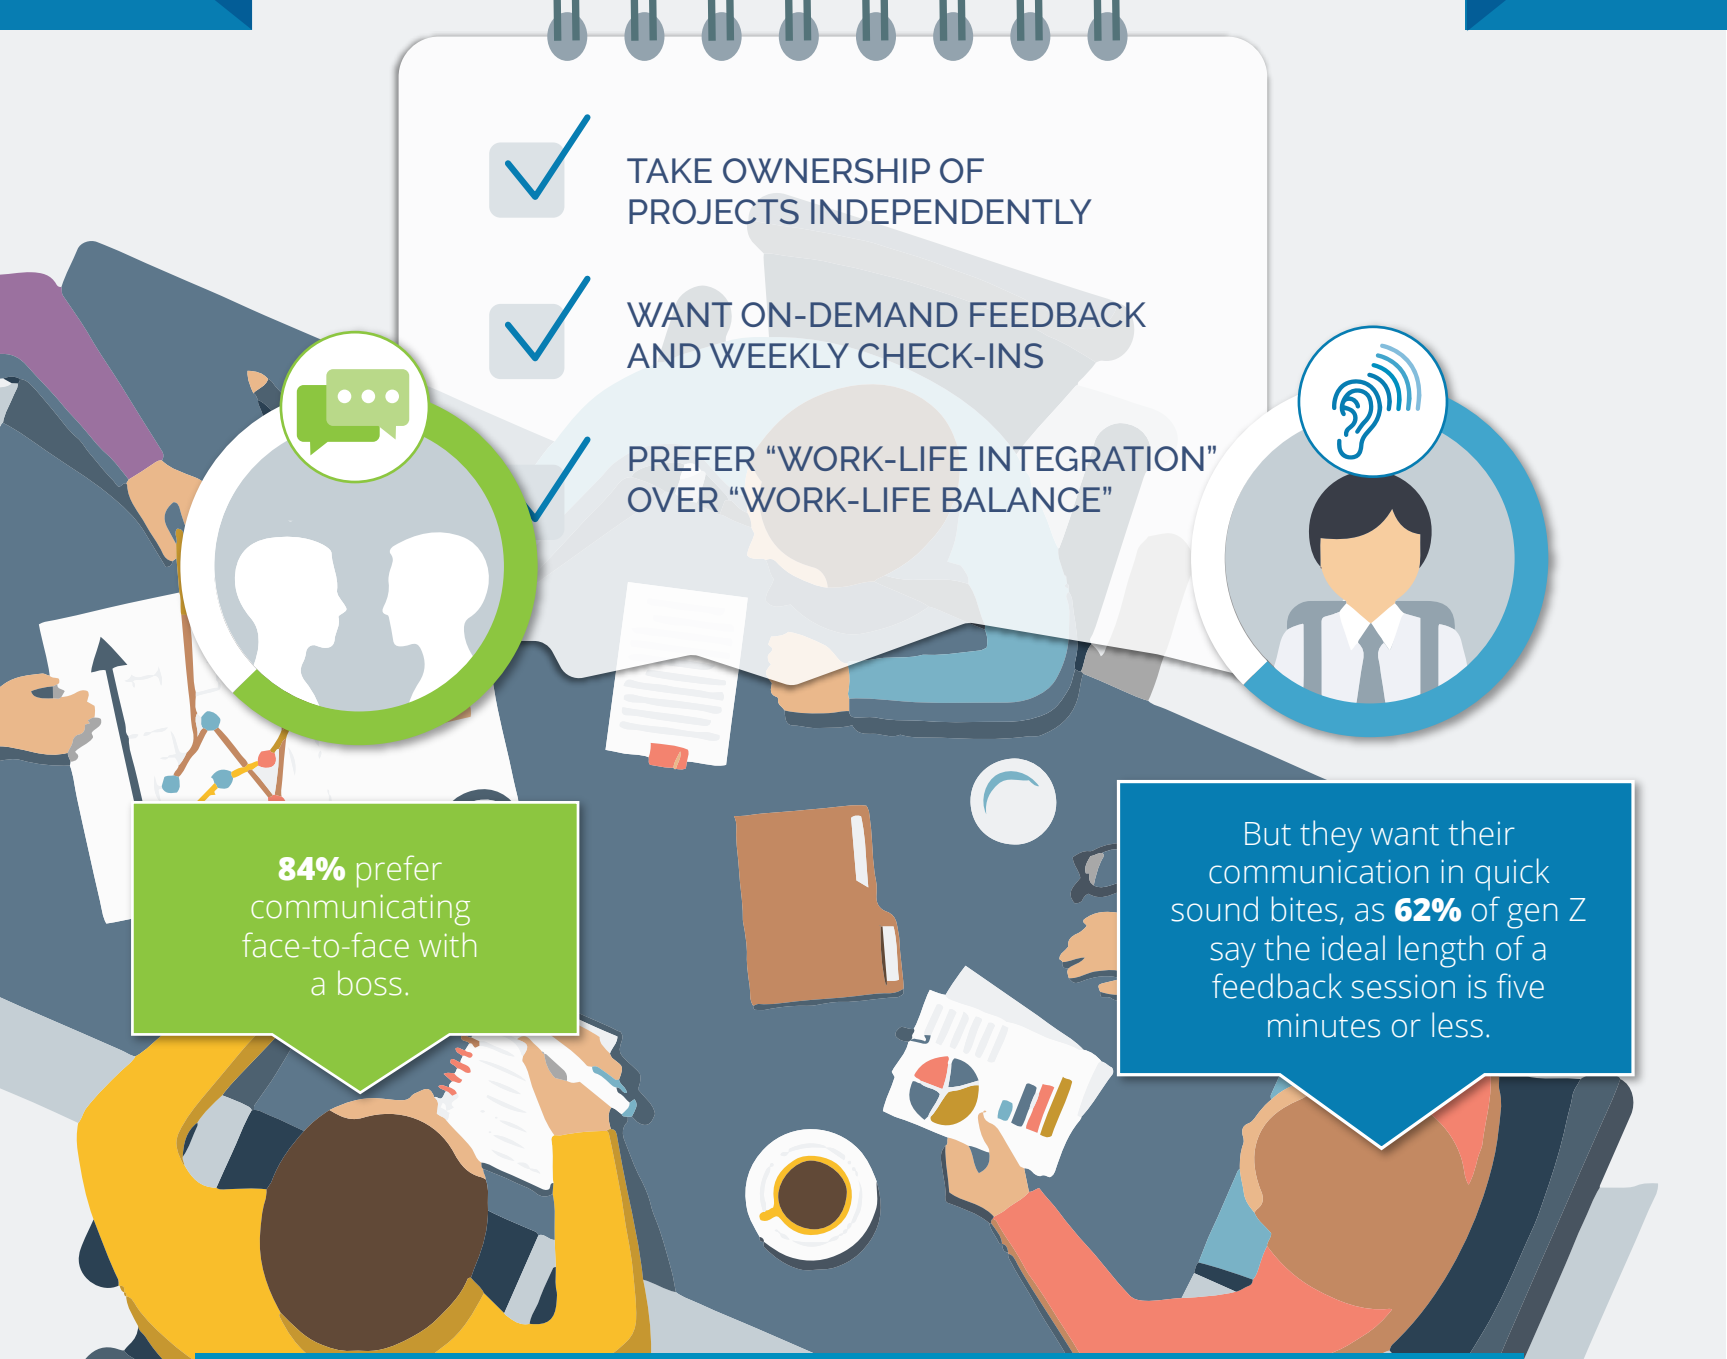 TAKE OWNERSHIP OF
PROJECTS INDEPENDENTLY
WANT ON-DEMAND FEEDBACK
AND WEEKLY CHECK-INS
PREFER “WORK-LIFE INTEGRATION”
OVER “WORK-LIFE BALANCE”
84% prefer
communicating
face-to-face with
a boss.
But they want their
communication in quick
sound bites, as 62% of gen Z
say the ideal length of a
feedback session is five
minutes or less.